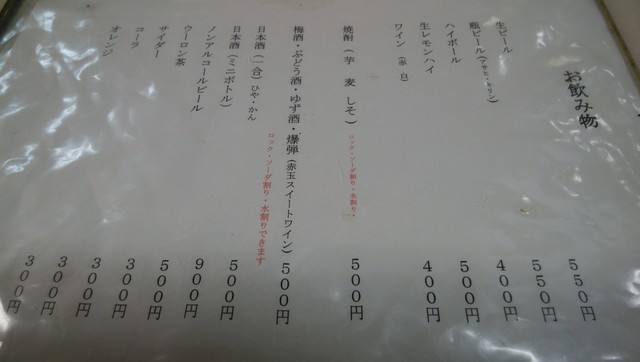 お飲み物
生ビール 550円
瓶ビール(アサヒ・キリン) 550円
ハイボール 400円
生レモンハイ 500円
ワイン (赤・白) 400円
焼酎 (芋 麦 しそ) 500円
ロック・ソーダ割り・水割り・
梅酒・ぶどう酒・ゆず酒・爆弾(赤玉スイートワイン) 500円
ロック・ソーダ割り・水割りできます
日本酒 (一合) ひや・かん 500円
日本酒 (ミニボトル) 900円
ノンアルコールビール 500円
ウーロン茶 300円
サイダー 300円
コーラ 300円
オレンジ 300円